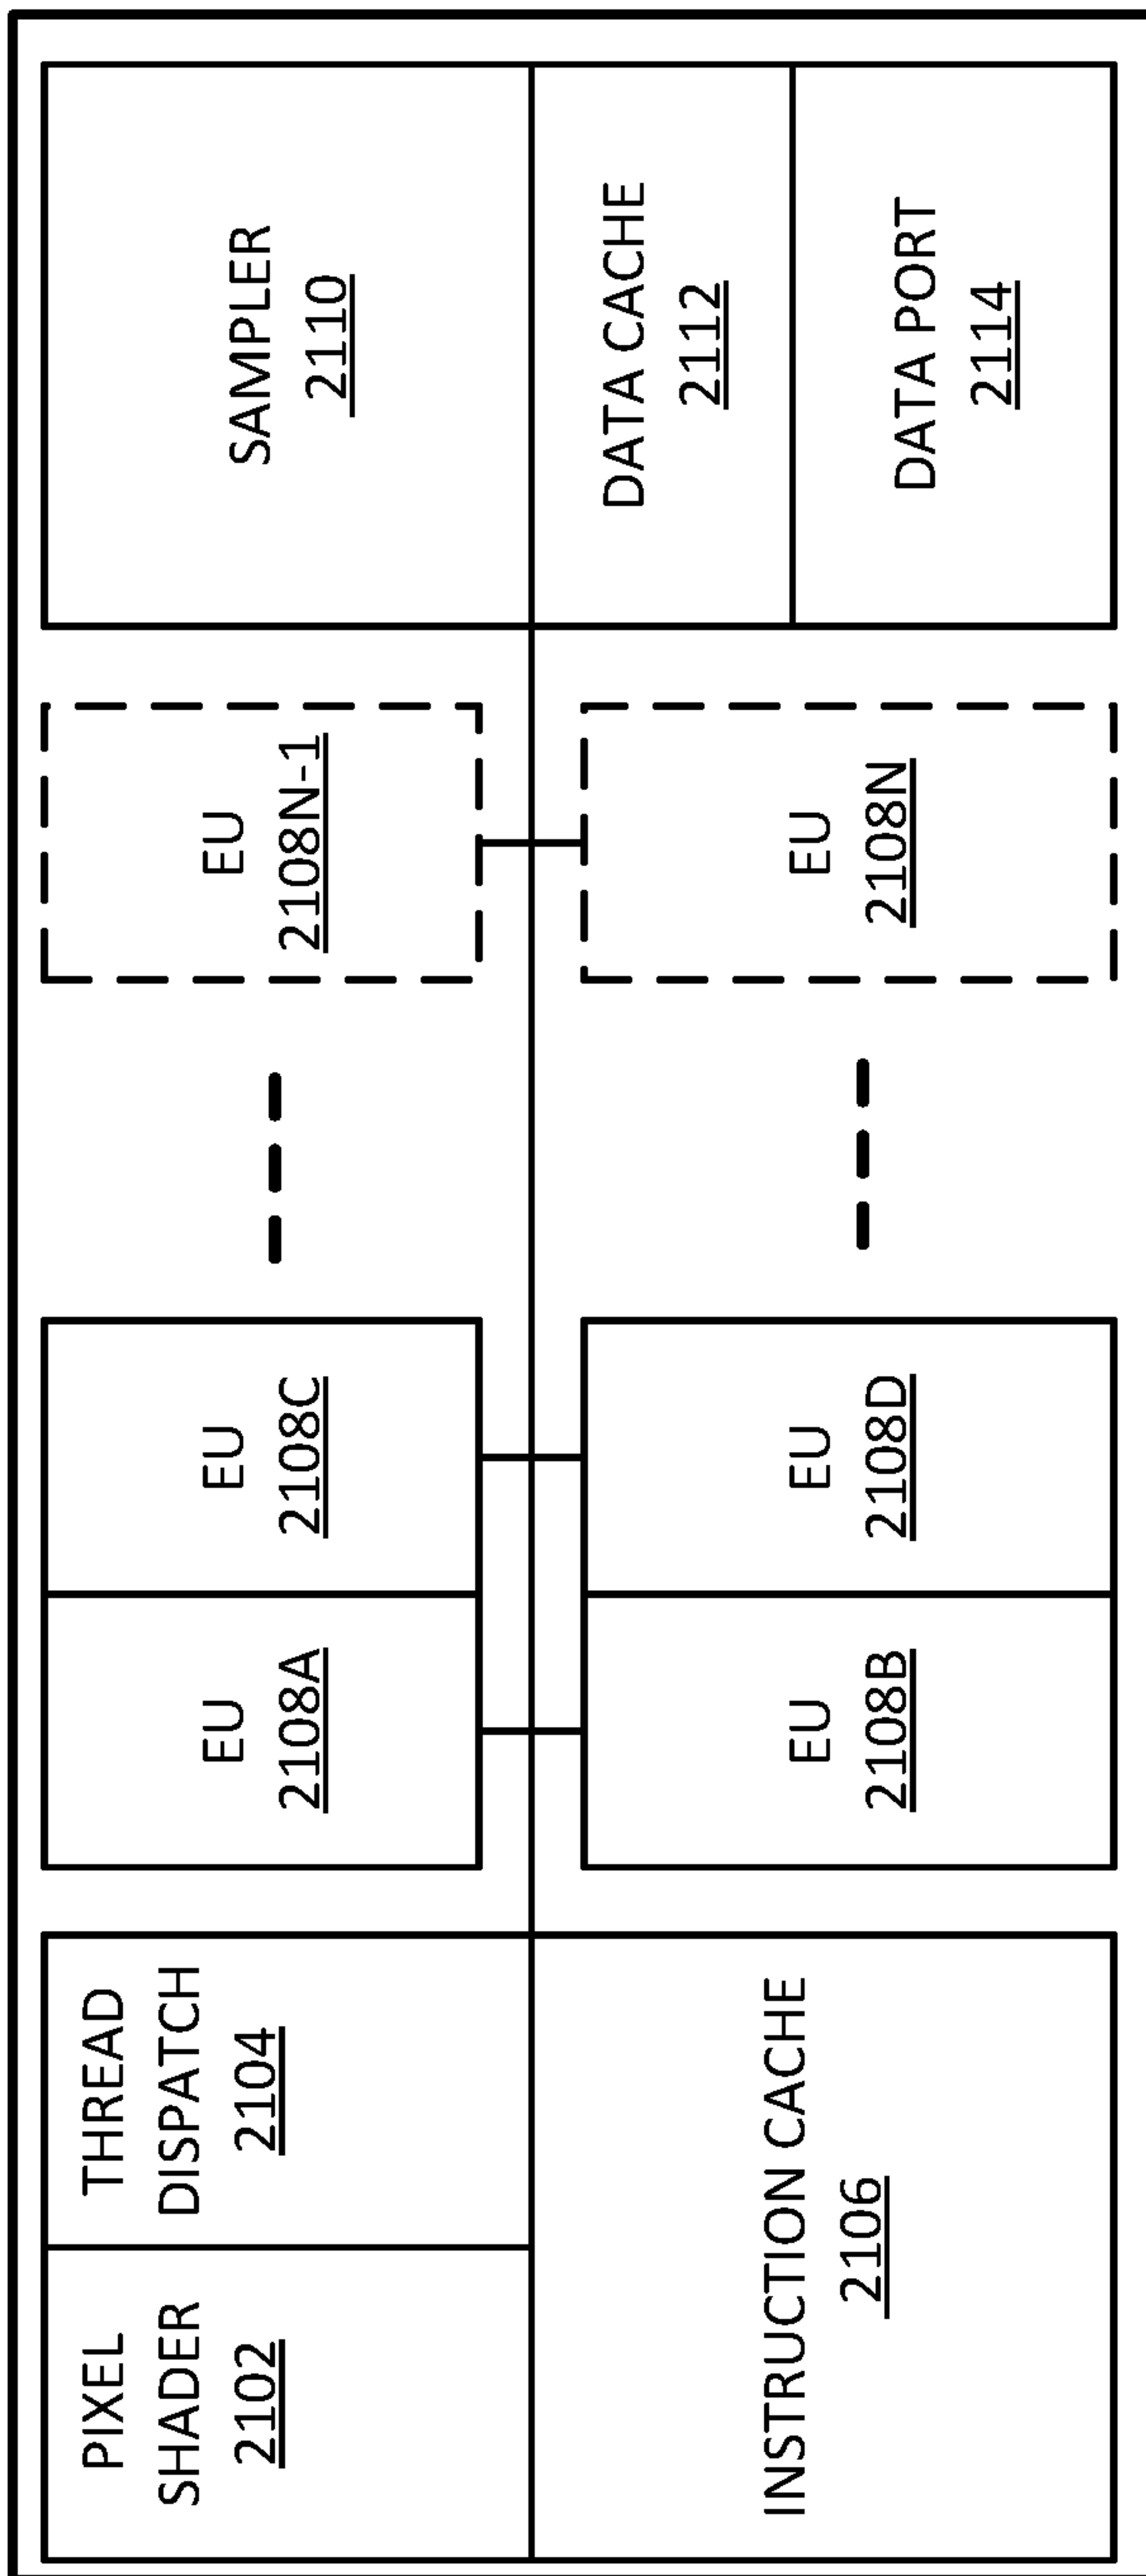 PIXEL
SHADER
2102
THREAD
DISPATCH
2104
INSTRUCTION CACHE
2106
EU
2108A
EU
2108C
EU
2108B
EU
2108D
EU
2108N-1
EU
2108N
SAMPLER
2110
DATA CACHE
2112
DATA PORT
2114